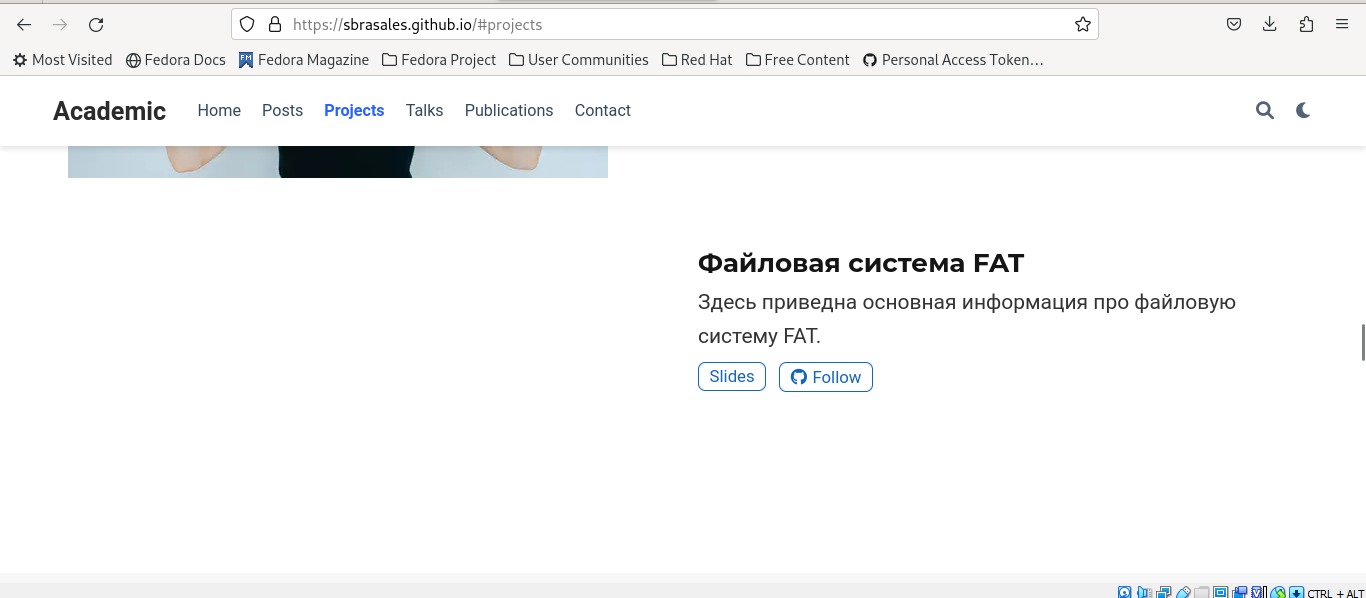 https://sbrasales.github.io/#projects
Most Visited Fedora Docs Fedora Magazine Fedora Project User Communities Red Hat Free Content Personal Access Token…
Academic Home Posts Projects Talks Publications Contact
Файловая система FAT
Здесь приведна основная информация про файловую
систему FAT.
Slides Follow
CTRL + ALT